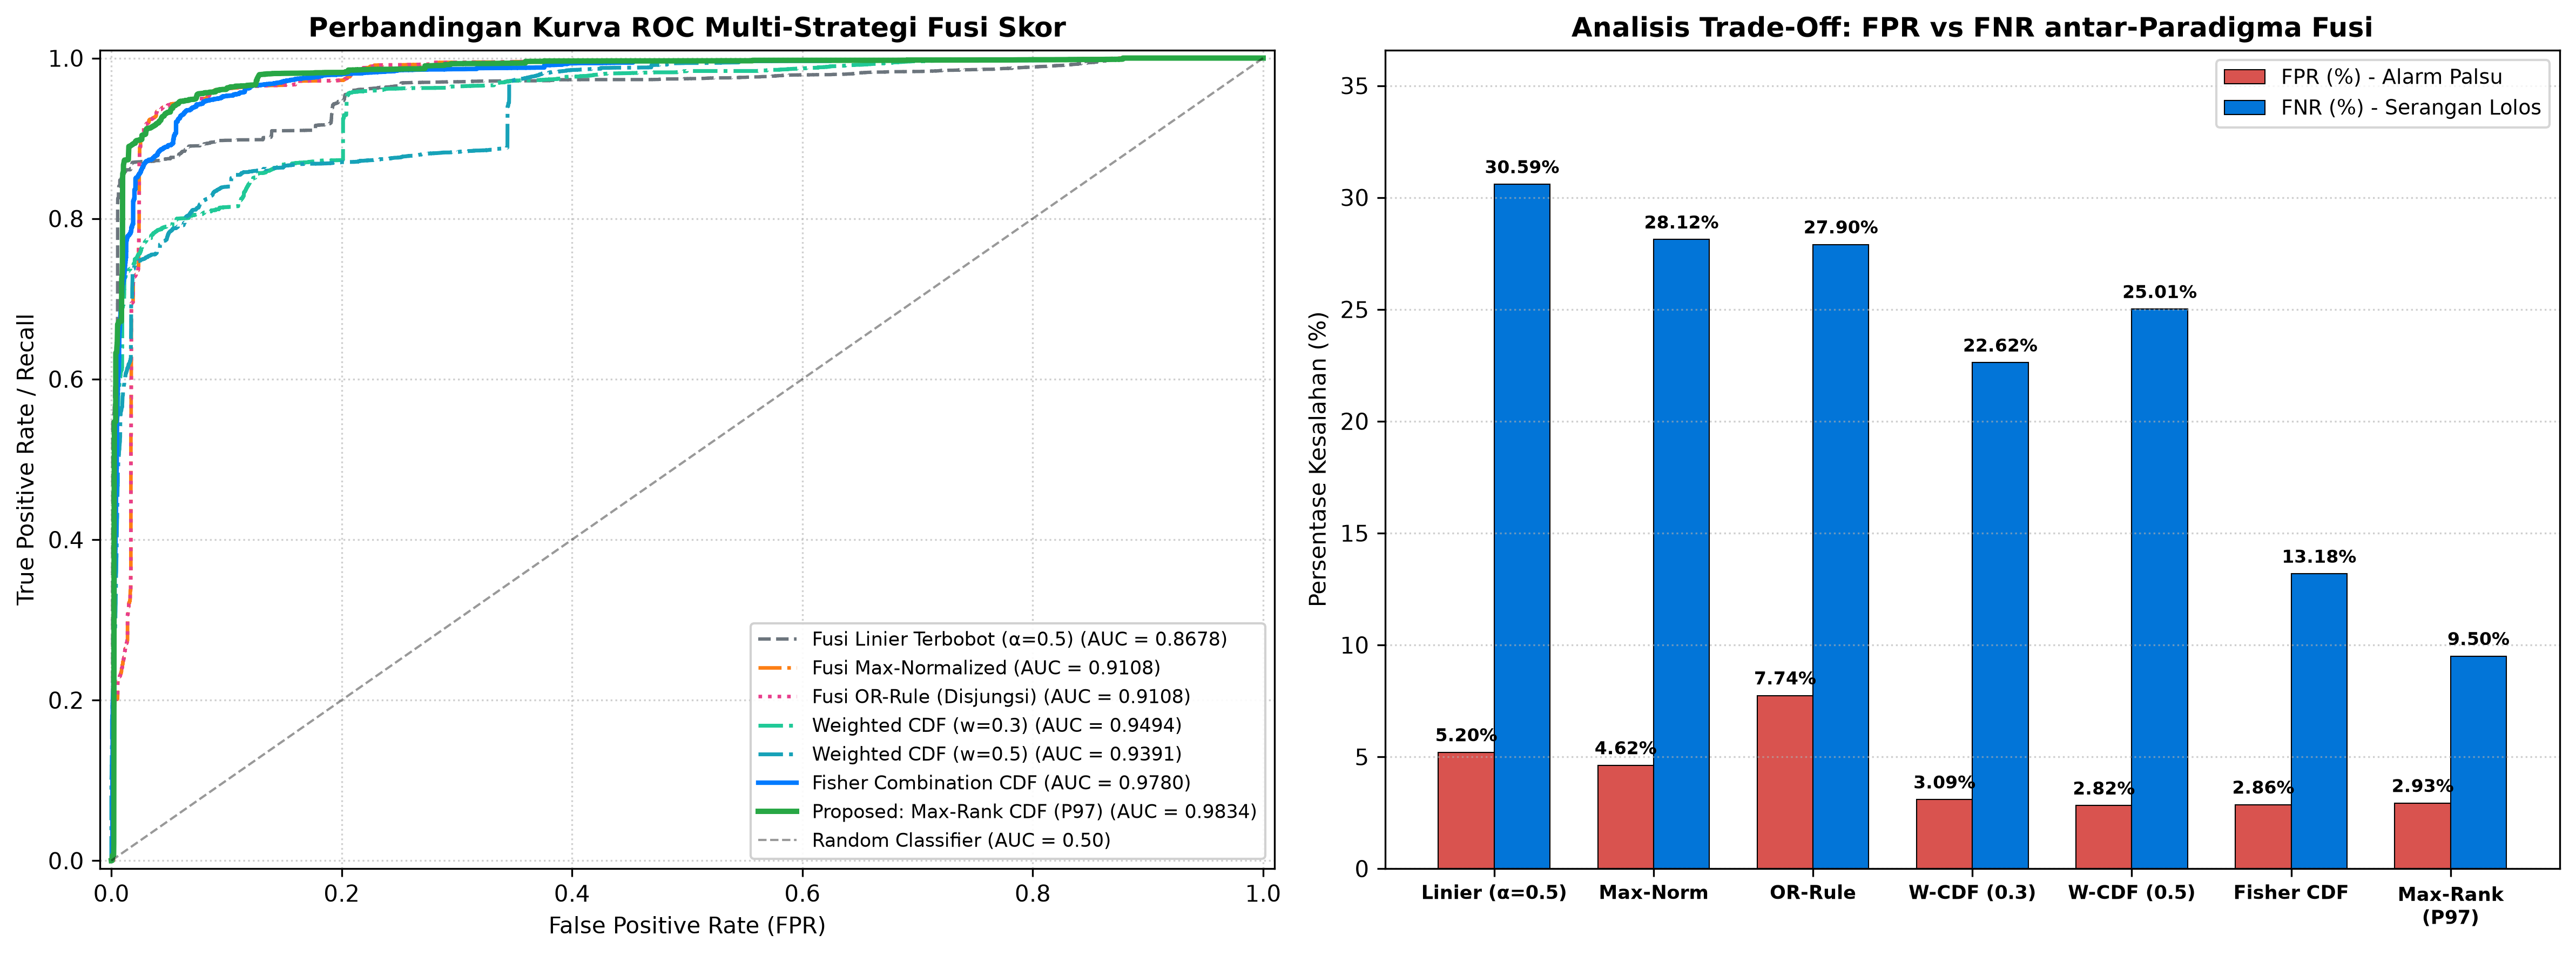 Perbandingan Kurva ROC Multi-Strategi Fusi Skor
True Positive Rate / Recall
1.0
0.8
0.6
0.4
0.2
0.0
0.0 0.2 0.4 0.6 0.8 1.0
False Positive Rate (FPR)
Fusi Linier Terbobot (α=0.5) (AUC = 0.8678)
Fusi Max-Normalized (AUC = 0.9108)
Fusi OR-Rule (Disjungsi) (AUC = 0.9108)
Weighted CDF (w=0.3) (AUC = 0.9494)
Weighted CDF (w=0.5) (AUC = 0.9391)
Fisher Combination CDF (AUC = 0.9780)
Proposed: Max-Rank CDF (P97) (AUC = 0.9834)
Random Classifier (AUC = 0.50)
Analisis Trade-Off: FPR vs FNR antar-Paradigma Fusi
Persentase Kesalahan (%)
35
30
25
20
15
10
5
0
FPR (%) - Alarm Palsu
FNR (%) - Serangan Lolos
5.20% 30.59%
4.62% 28.12%
7.74% 27.90%
3.09% 22.62%
2.82% 25.01%
2.86% 13.18%
2.93% 9.50%
Linier (α=0.5) Max-Norm OR-Rule W-CDF (0.3) W-CDF (0.5) Fisher CDF Max-Rank
(P97)